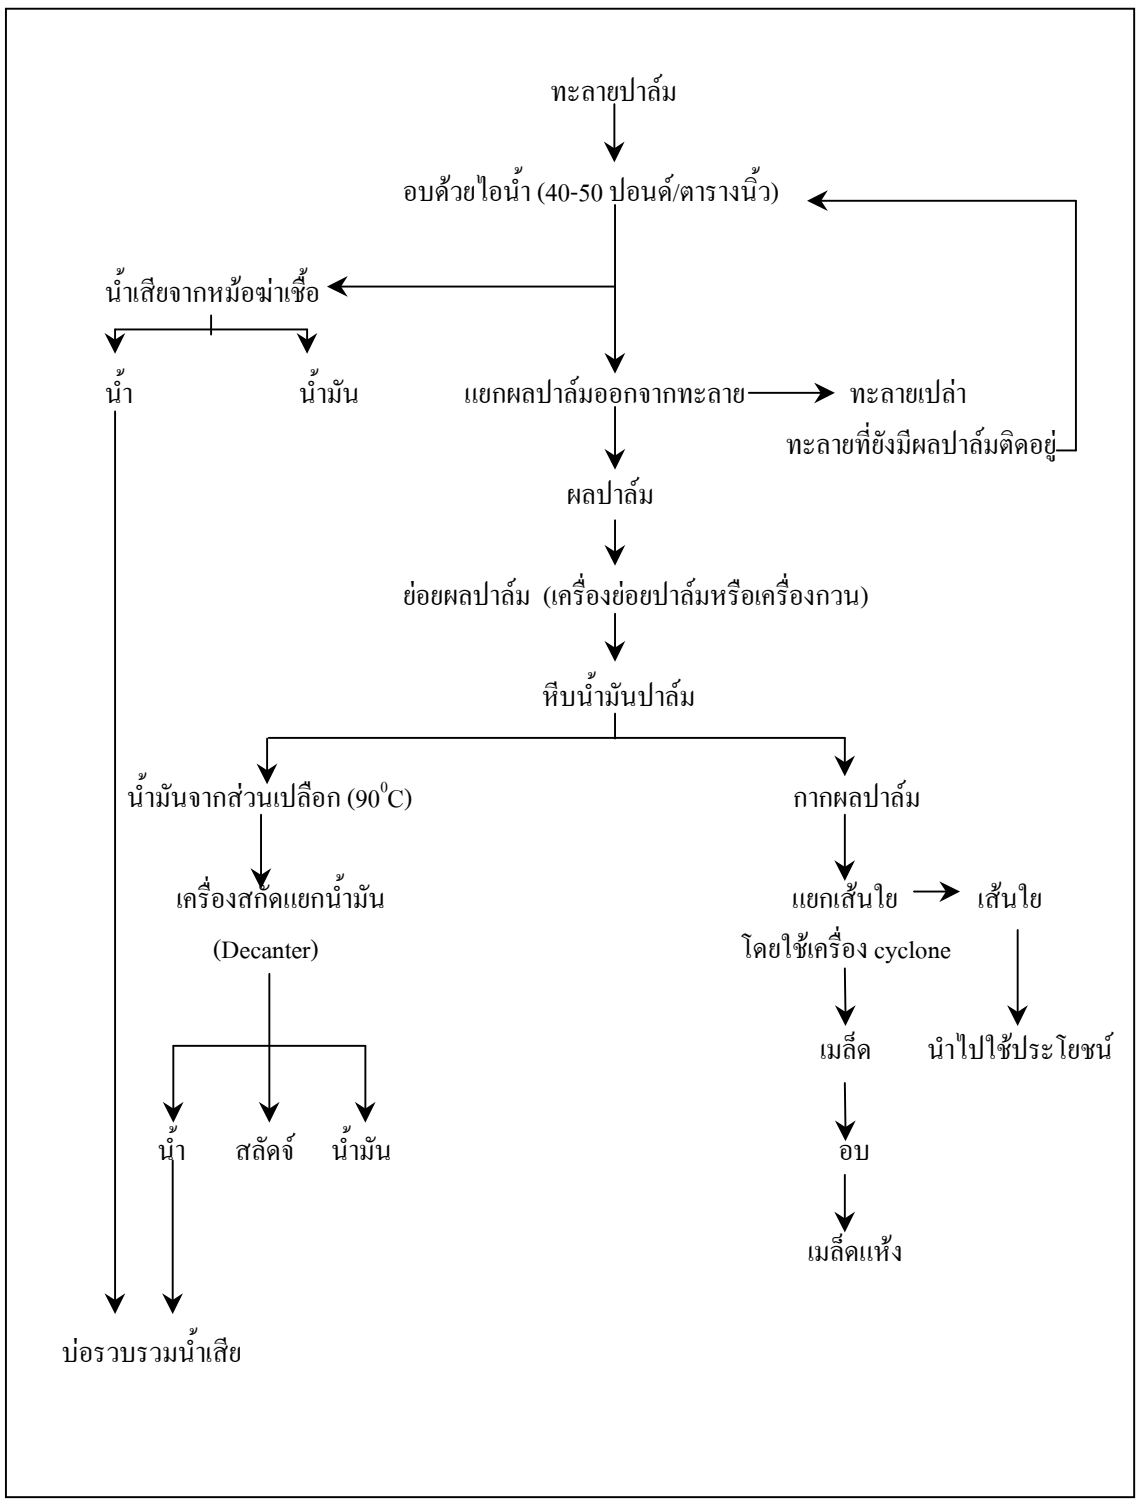 ทะลายปาล์ม
อบด้วยไอน้ำ (40-50 ปอนด์/ตารางนิ้ว)
น้ำเสียจากหม้อฆ่าเชื้อ
น้ำ น้ำมัน แยกผลปาล์มออกจากทะลาย ทะลายเปล่า
ทะลายที่ยังมีผลปาล์มติดอยู่
ผลปาล์ม
ย่อยผลปาล์ม (เครื่องย่อยปาล์มหรือเครื่องกวน)
หีบน้ำมันปาล์ม
น้ำมันจากส่วนเปลือก (90⁰C) กากผลปาล์ม
เครื่องสกัดแยกน้ำมัน แยกเส้นใย เส้นใย
(Decanter) โดยใช้เครื่อง cyclone
เมล็ด นำไปใช้ประโยชน์
น้ำ สลัดจ์ น้ำมัน อบ
เมล็ดแห้ง
บ่อรวบรวมน้ำเสีย